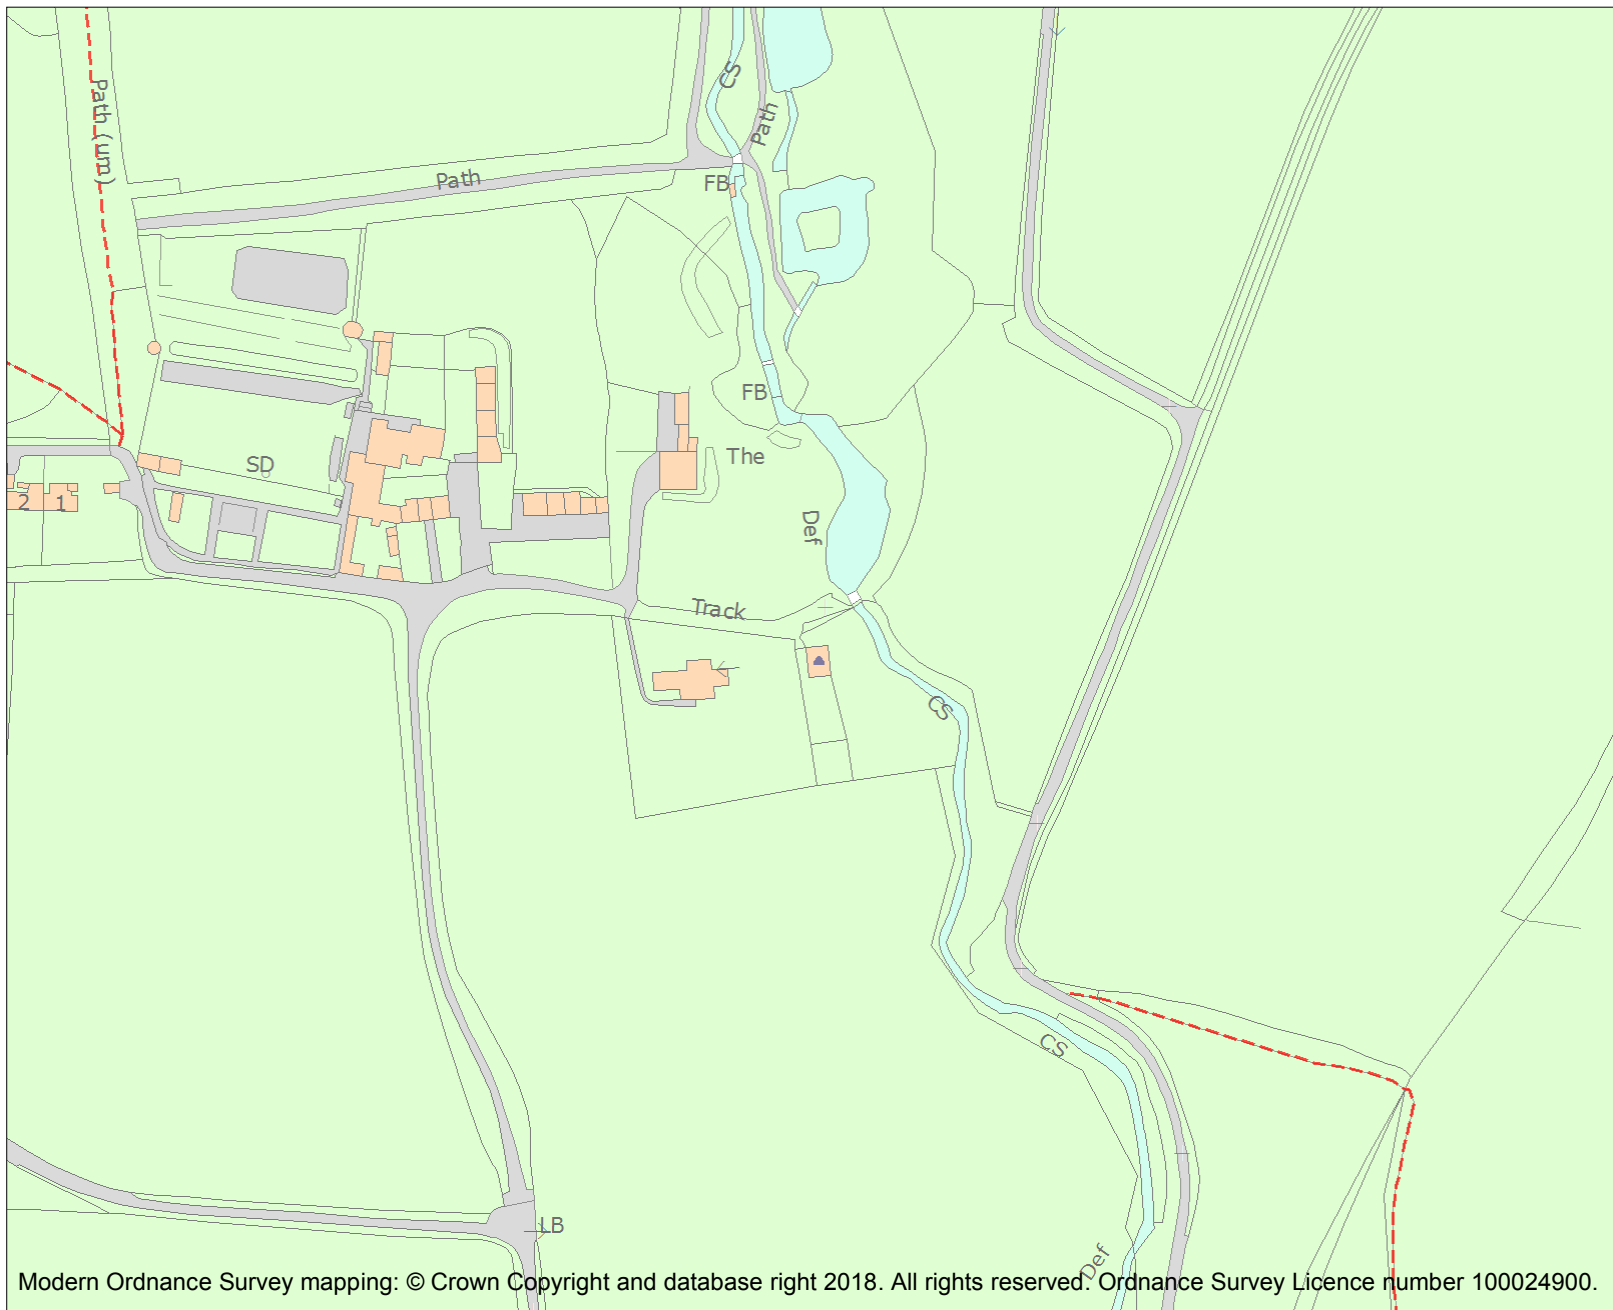 CS
Path (um)
Path
Path
FB
FB
The
SD
2
1
Def
Track
CS
CS
LB
Def
Modern Ordnance Survey mapping: © Crown Copyright and database right 2018. All rights reserved. Ordnance Survey Licence number 100024900.